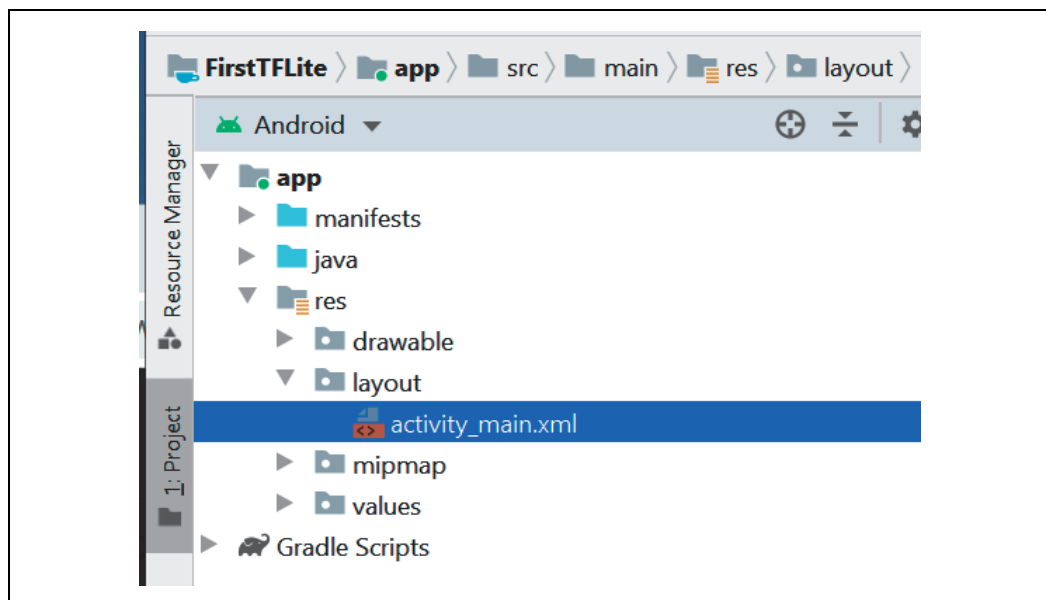 FirstTFLite 〉 app 〉 src 〉 main 〉 res 〉 layout 〉
Android
Resource Manager
1: Project
app
manifests
java
res
drawable
layout
activity_main.xml
mipmap
values
Gradle Scripts